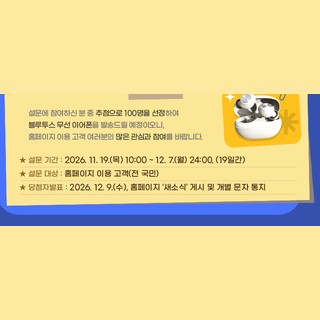 설문에 참여하신 분 중 추첨으로 100명을 선정하여
블루투스 무선 이어폰을 발송드릴 예정이오니,
홈페이지 이용 고객 여러분의 많은 관심과 참여를 바랍니다.
★ 설문 기간 : 2026. 11. 19.(목) 10:00 ~ 12. 7.(월) 24:00, (19일간)
★ 설문 대상 : 홈페이지 이용 고객(전 국민)
★ 당첨자발표 : 2026. 12. 9.(수), 홈페이지 '새소식' 게시 및 개별 문자 통지